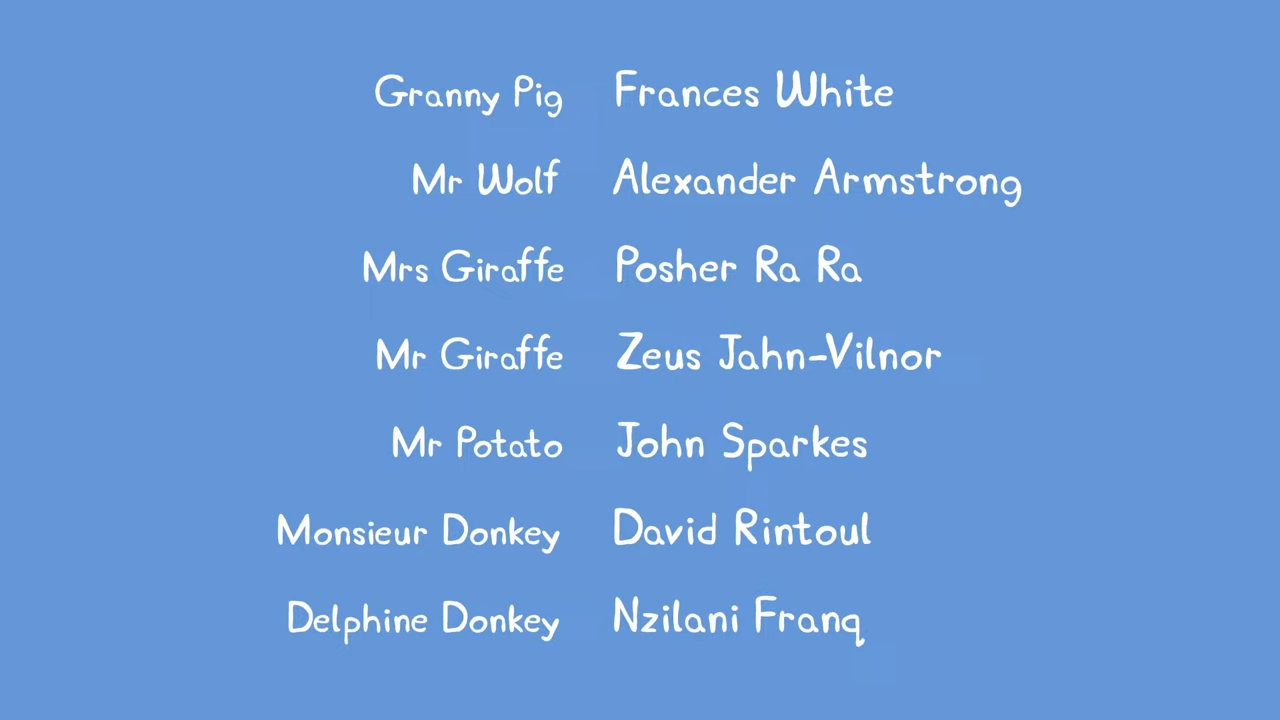 Granny Pig Frances White
Mr Wolf Alexander Armstrong
Mrs Giraffe Posher Ra Ra
Mr Giraffe Zeus Jahn-Vilnor
Mr Potato John Sparkes
Monsieur Donkey David Rintoul
Delphine Donkey Nzilani Franq